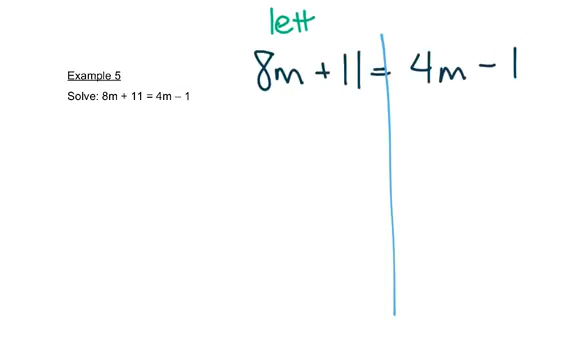 left
8m + 11 = 4m - 1
Example 5
Solve: 8m + 11 = 4m – 1